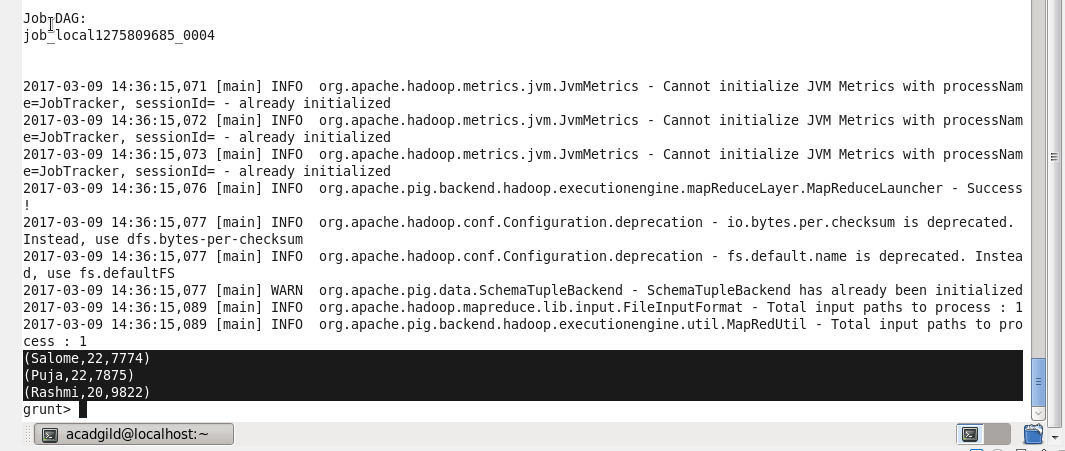 Job DAG:
job_local1275809685_0004
2017-03-09 14:36:15,071 [main] INFO  org.apache.hadoop.metrics.jvm.JvmMetrics - Cannot initialize JVM Metrics with processNam
e=JobTracker, sessionId= - already initialized
2017-03-09 14:36:15,072 [main] INFO  org.apache.hadoop.metrics.jvm.JvmMetrics - Cannot initialize JVM Metrics with processNam
e=JobTracker, sessionId= - already initialized
2017-03-09 14:36:15,073 [main] INFO  org.apache.hadoop.metrics.jvm.JvmMetrics - Cannot initialize JVM Metrics with processNam
e=JobTracker, sessionId= - already initialized
2017-03-09 14:36:15,076 [main] INFO  org.apache.pig.backend.hadoop.executionengine.mapReduceLayer.MapReduceLauncher - Success
!
2017-03-09 14:36:15,077 [main] INFO  org.apache.hadoop.conf.Configuration.deprecation - io.bytes.per.checksum is deprecated.
Instead, use dfs.bytes-per-checksum
2017-03-09 14:36:15,077 [main] INFO  org.apache.hadoop.conf.Configuration.deprecation - fs.default.name is deprecated. Instea
d, use fs.defaultFS
2017-03-09 14:36:15,077 [main] WARN  org.apache.pig.data.SchemaTupleBackend - SchemaTupleBackend has already been initialized
2017-03-09 14:36:15,089 [main] INFO  org.apache.hadoop.mapreduce.lib.input.FileInputFormat - Total input paths to process : 1
2017-03-09 14:36:15,089 [main] INFO  org.apache.pig.backend.hadoop.executionengine.util.MapRedUtil - Total input paths to pro
cess : 1
(Salome,22,7774)
(Puja,22,7875)
(Rashmi,20,9822)
grunt>
acadgild@localhost:~